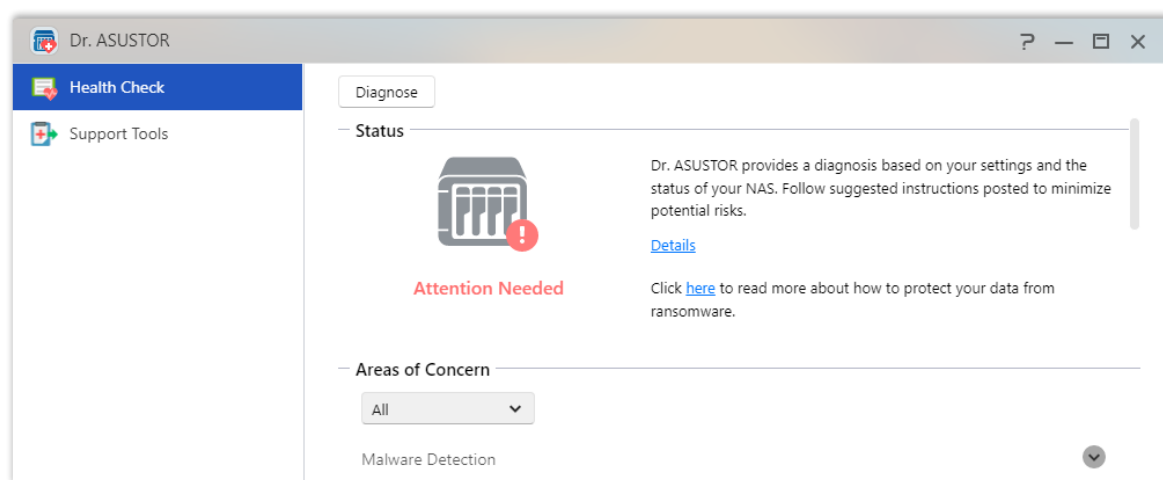 Dr. ASUSTOR
Health Check
Support Tools
Diagnose
Status
Attention Needed
Dr. ASUSTOR provides a diagnosis based on your settings and the
status of your NAS. Follow suggested instructions posted to minimize
potential risks.
Details
Click here to read more about how to protect your data from
ransomware.
Areas of Concern
All
Malware Detection